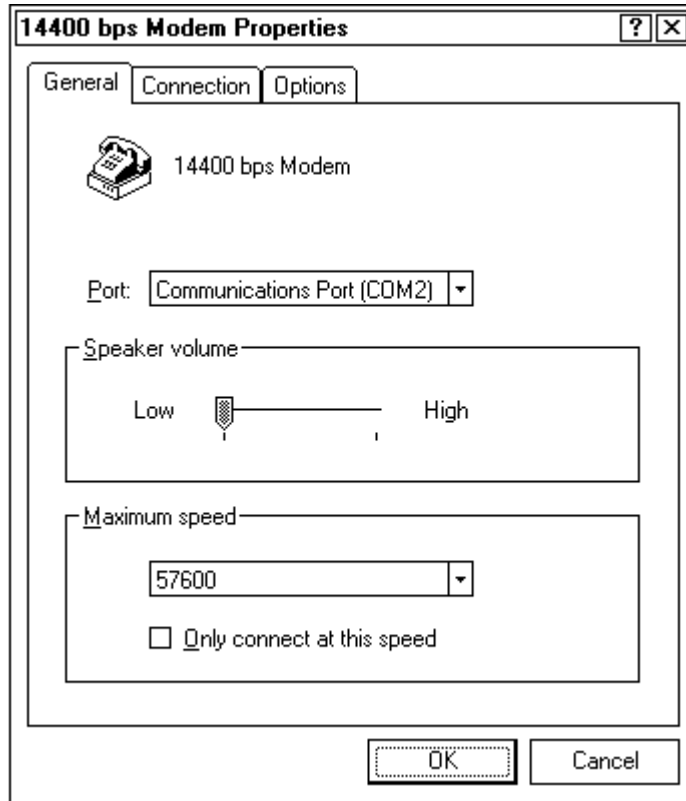 14400 bps Modem Properties ? X
General Connection Options
14400 bps Modem
Port: Communications Port (COM2)
Speaker volume
Low High
Maximum speed
57600
Only connect at this speed
OK Cancel